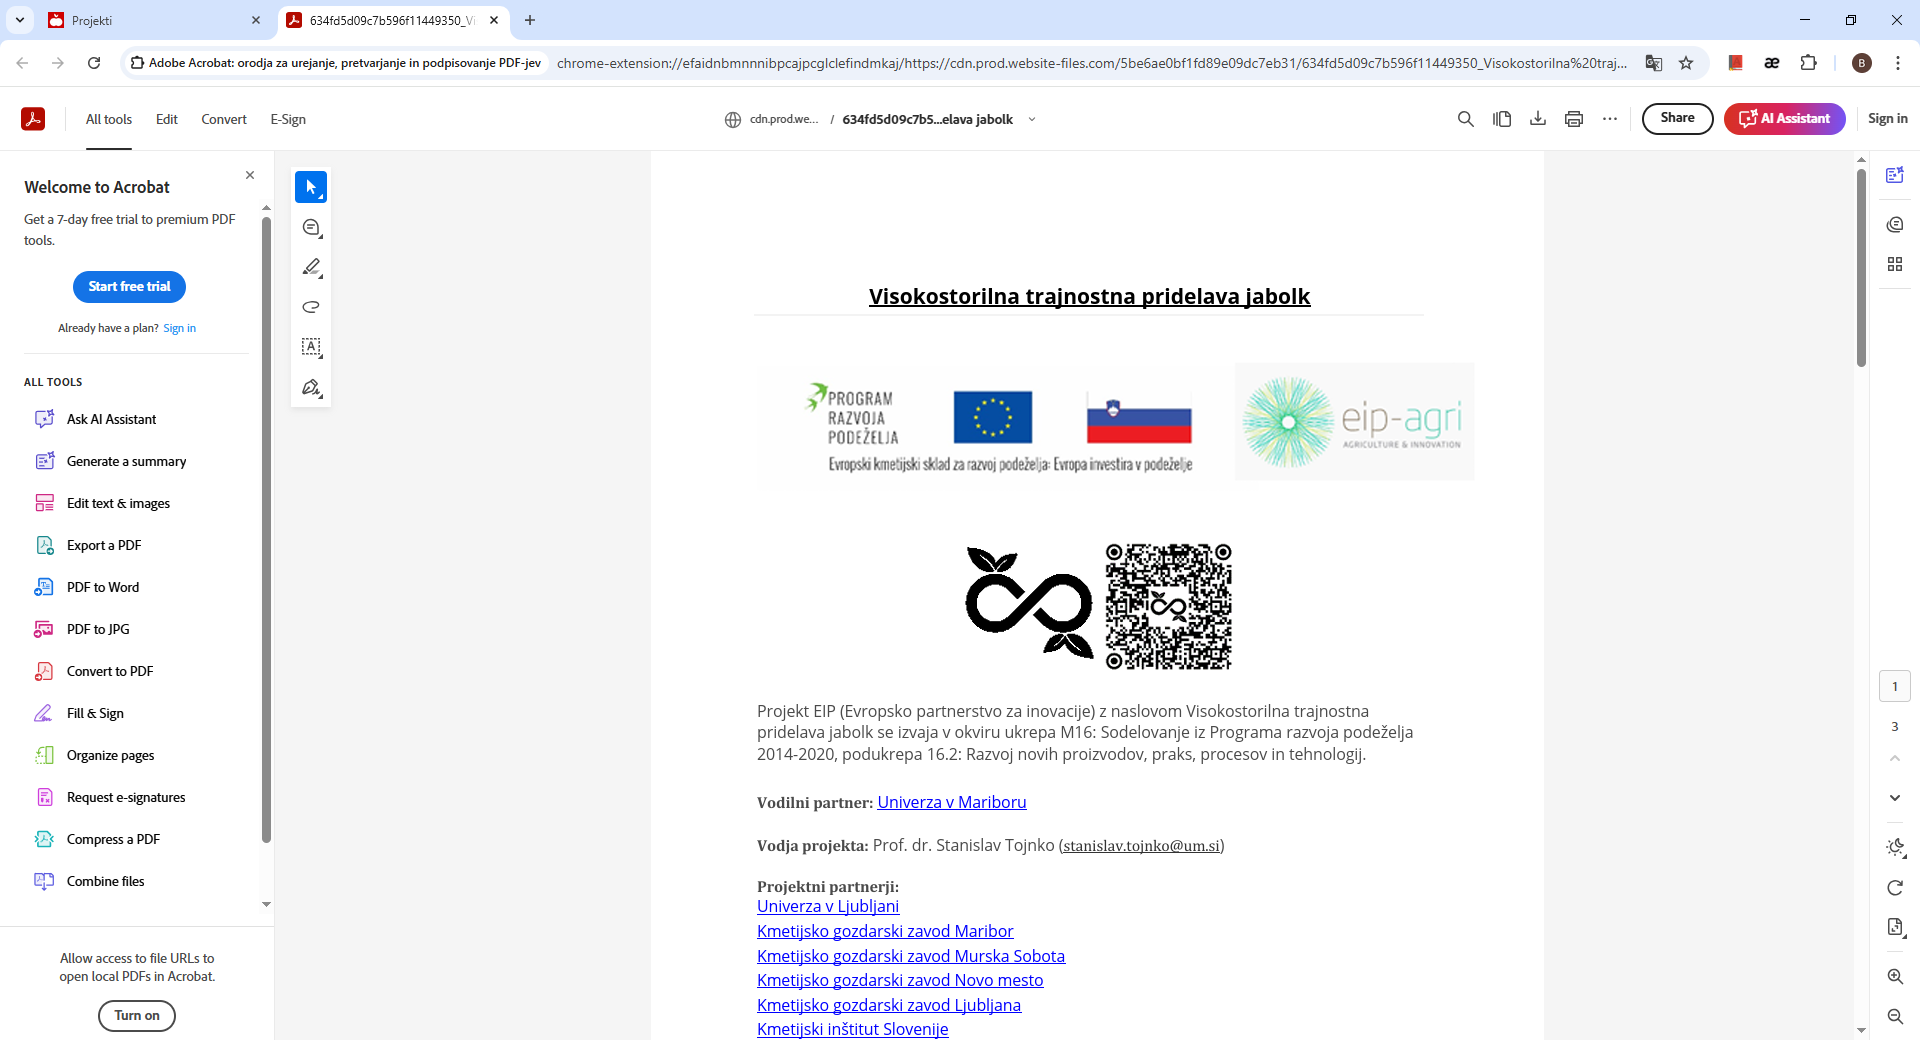 Projekti
634fd5d09c7b596f11449350_Vi
Adobe Acrobat: orodja za urejanje, pretvarjanje in podpisovanje PDF-jev
chrome-extension://efaidnbmnnnibpcajpcglclefindmkaj/https://cdn.prod.website-files.com/5be6ae0bf1fd89e09dc7eb31/634fd5d09c7b596f11449350_Visokostorilna%20traj...
B
All tools
Edit
Convert
E-Sign
cdn.prod.we... / 634fd5d09c7b5...elava jabolk
Share
AI Assistant
Sign in
Welcome to Acrobat
Get a 7-day free trial to premium PDF
tools.
Start free trial
Already have a plan? Sign in
ALL TOOLS
Ask AI Assistant
Generate a summary
Edit text & images
Export a PDF
PDF to Word
PDF to JPG
Convert to PDF
Fill & Sign
Organize pages
Request e-signatures
Compress a PDF
Combine files
Allow access to file URLs to
open local PDFs in Acrobat.
Turn on
Visokostorilna trajnostna pridelava jabolk
PROGRAM
RAZVOJA
PODEŽELJA
Evropski kmetijski sklad za razvoj podeželja: Evropa investira v podeželje
eip-agri
AGRICULTURE & INNOVATION
Projekt EIP (Evropsko partnerstvo za inovacije) z naslovom Visokostorilna trajnostna
pridelava jabolk se izvaja v okviru ukrepa M16: Sodelovanje iz Programa razvoja podeželja
2014-2020, podukrepa 16.2: Razvoj novih proizvodov, praks, procesov in tehnologij.
Vodilni partner: Univerza v Mariboru
Vodja projekta: Prof. dr. Stanislav Tojnko (stanislav.tojnko@um.si)
Projektni partnerji:
Univerza v Ljubljani
Kmetijsko gozdarski zavod Maribor
Kmetijsko gozdarski zavod Murska Sobota
Kmetijsko gozdarski zavod Novo mesto
Kmetijsko gozdarski zavod Ljubljana
Kmetijski inštitut Slovenije
1
3